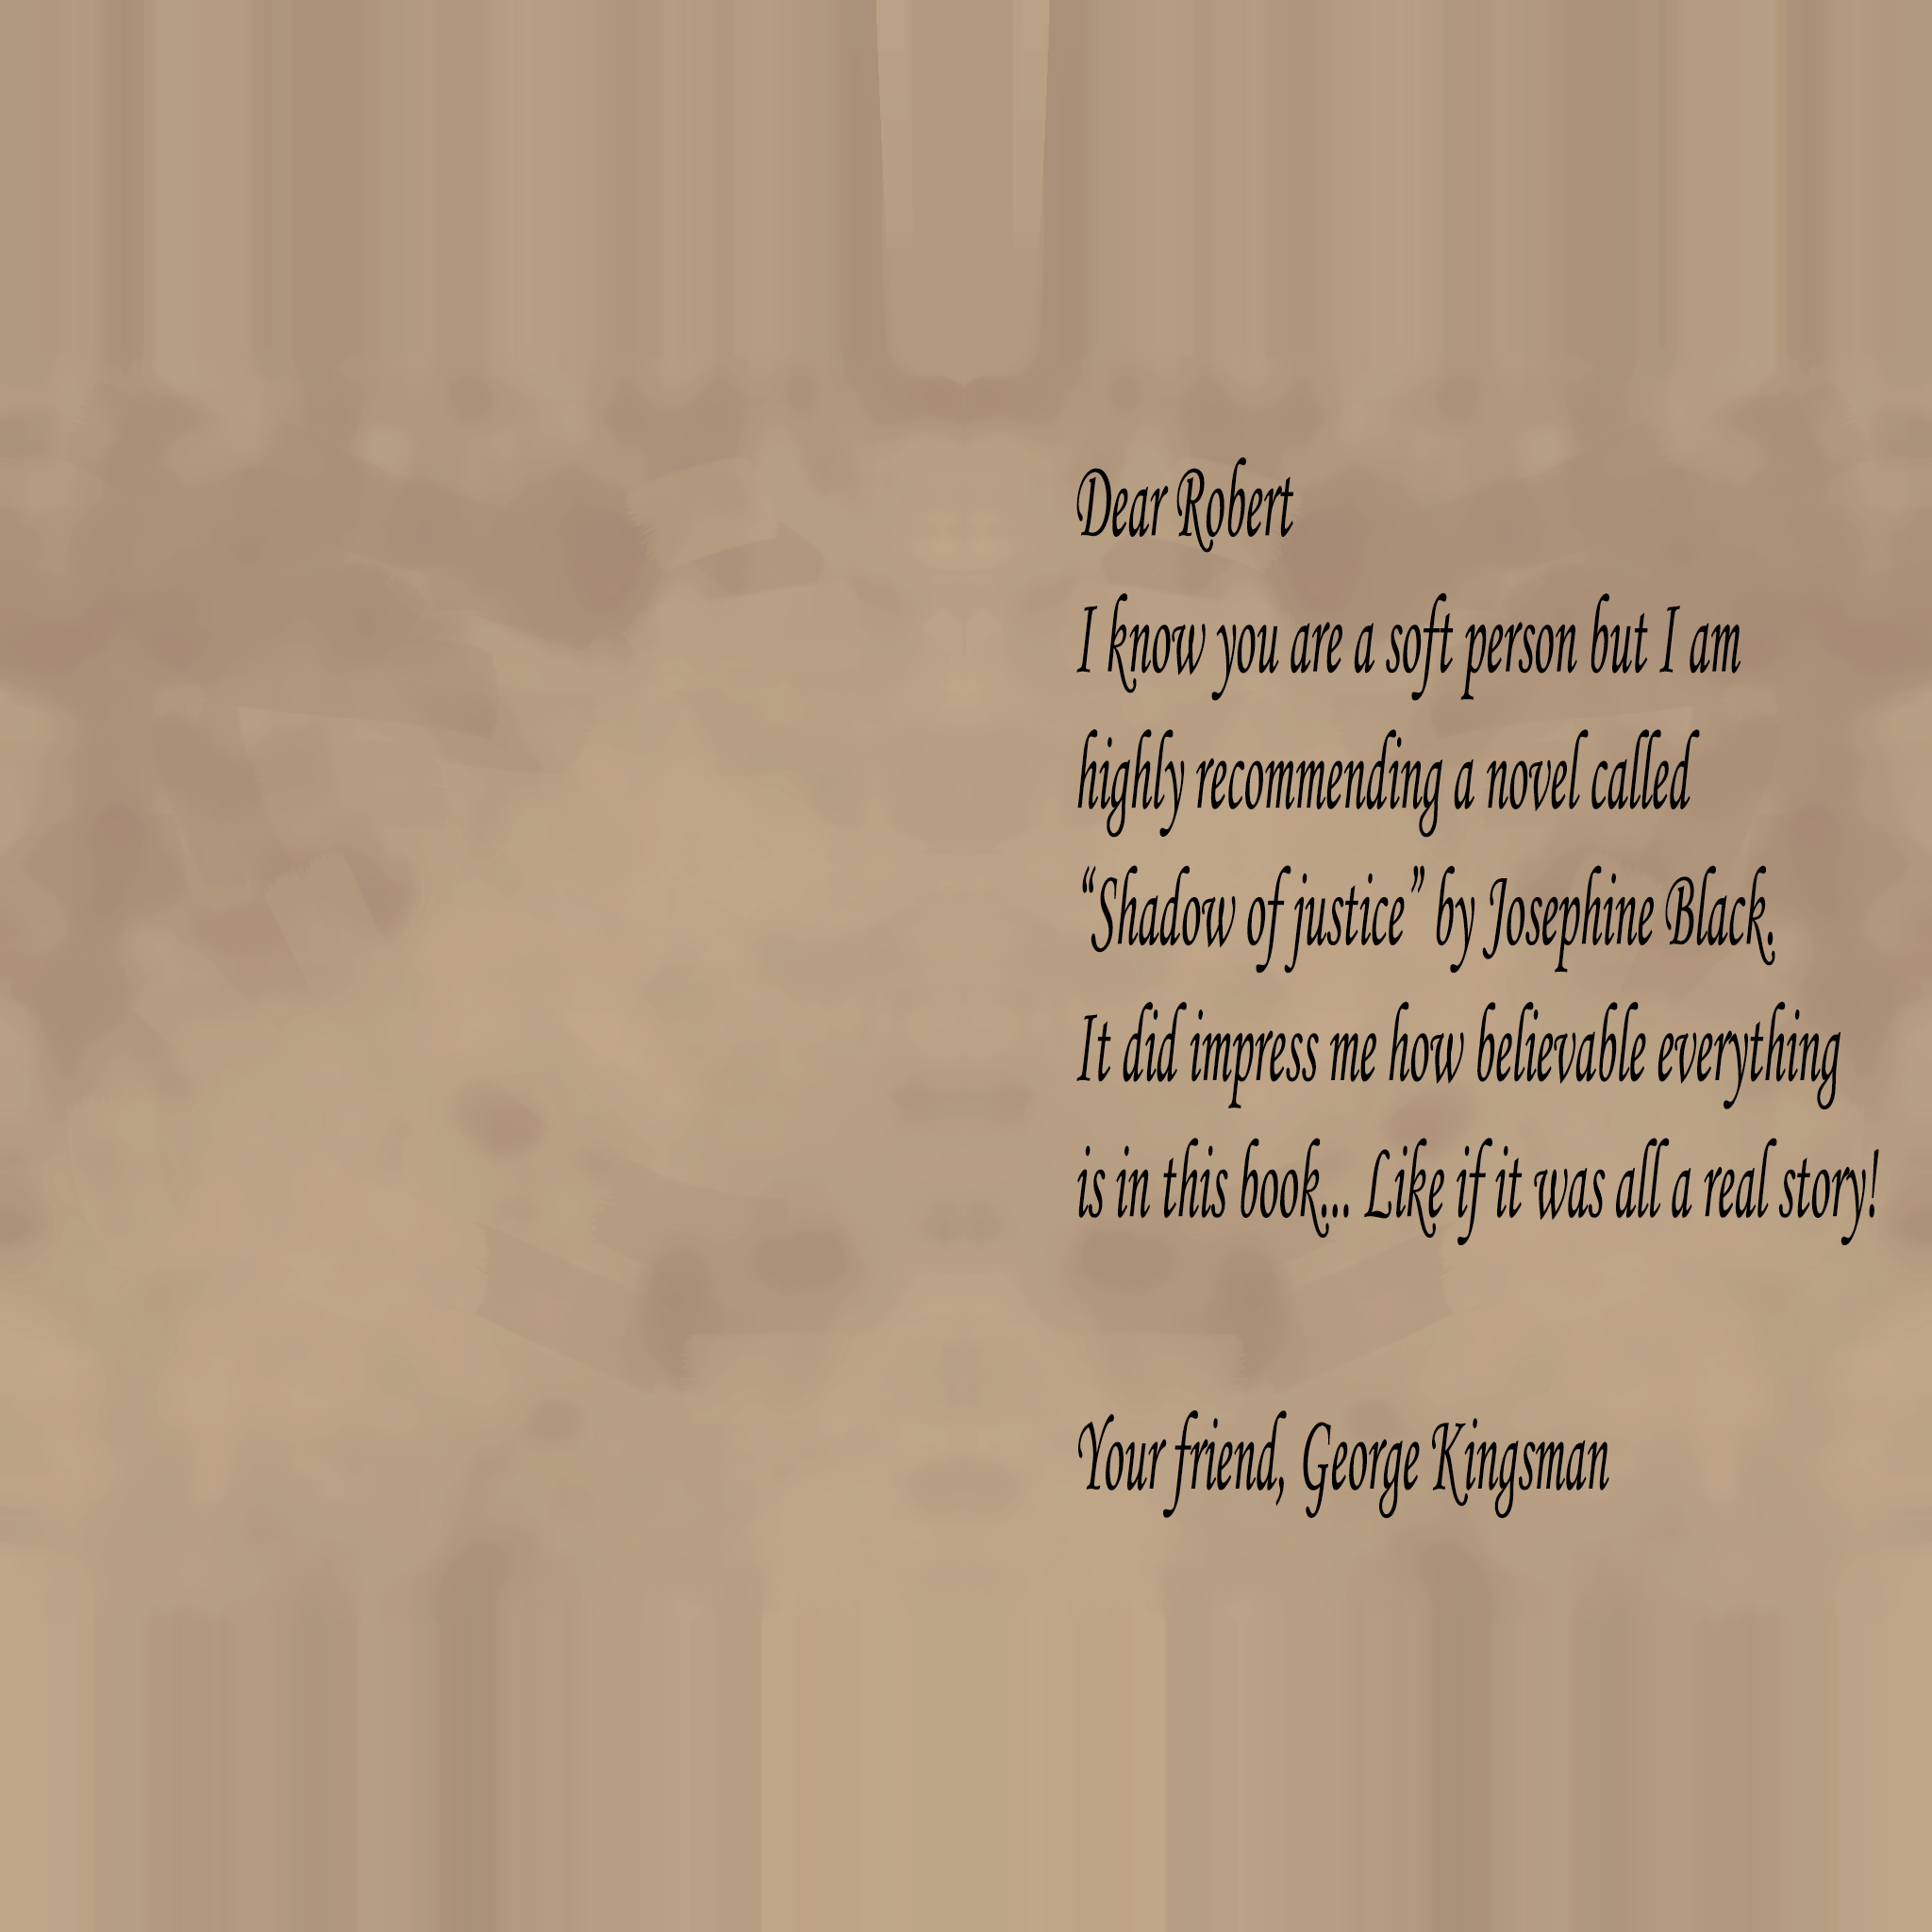 Dear Robert
I know you are a soft person but I am
highly recommending a novel called
“Shadow of justice” by Josephine Black.
It did impress me how believable everything
is in this book... Like if it was all a real story!
Your friend, George Kingsman